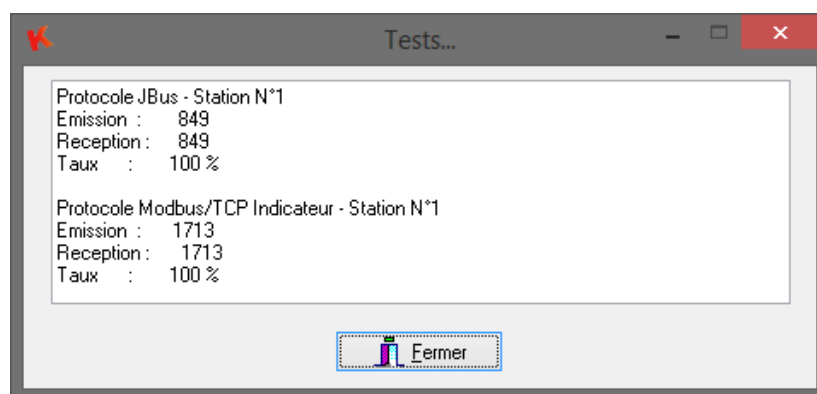 Tests...
Protocole JBus - Station N°1
Emission : 849
Reception : 849
Taux : 100 %
Protocole Modbus/TCP Indicateur - Station N°1
Emission : 1713
Reception : 1713
Taux : 100 %
Fermer